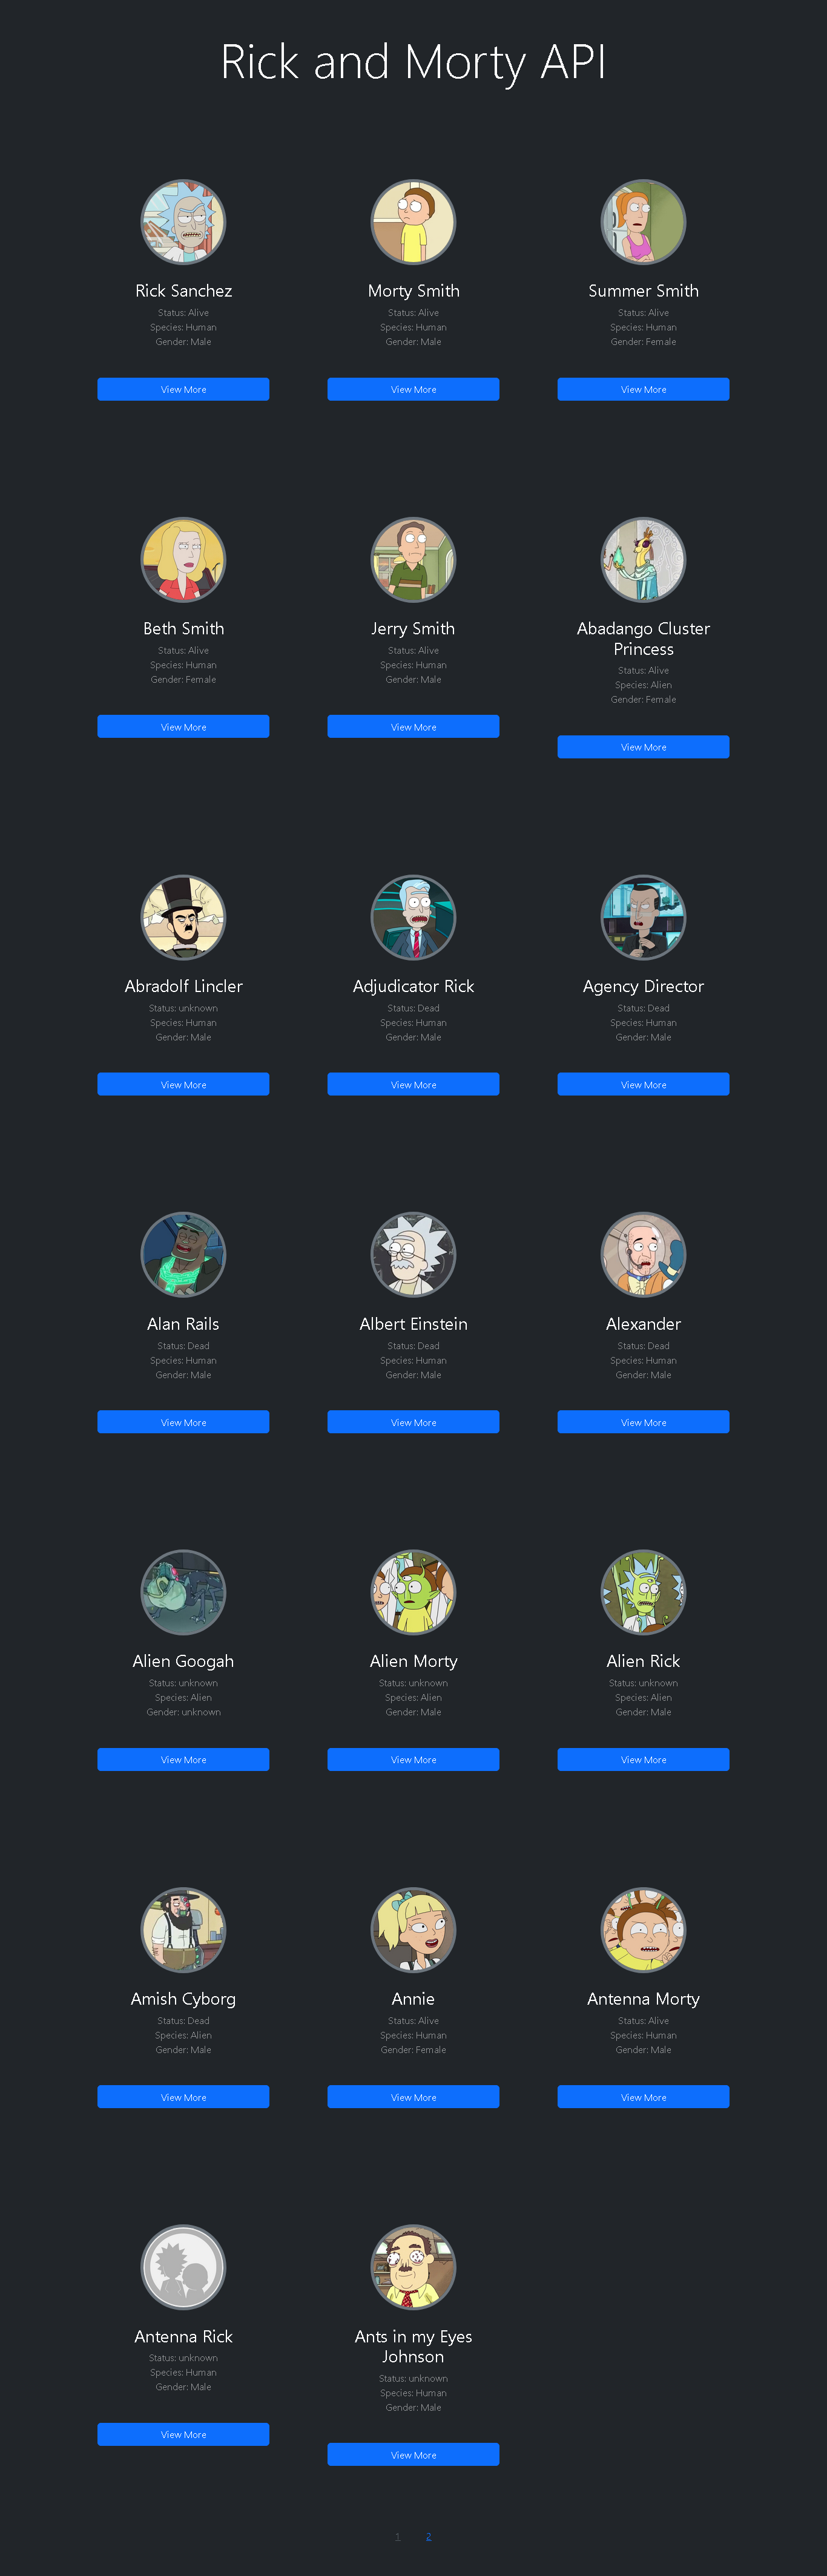 Rick and Morty API
Rick Sanchez
Status: Alive
Species: Human
Gender: Male
View More
Morty Smith
Status: Alive
Species: Human
Gender: Male
View More
Summer Smith
Status: Alive
Species: Human
Gender: Female
View More
Beth Smith
Status: Alive
Species: Human
Gender: Female
View More
Jerry Smith
Status: Alive
Species: Human
Gender: Male
View More
Abadango Cluster
Princess
Status: Alive
Species: Alien
Gender: Female
View More
Abradolf Lincler
Status: unknown
Species: Human
Gender: Male
View More
Adjudicator Rick
Status: Dead
Species: Human
Gender: Male
View More
Agency Director
Status: Dead
Species: Human
Gender: Male
View More
Alan Rails
Status: Dead
Species: Human
Gender: Male
View More
Albert Einstein
Status: Dead
Species: Human
Gender: Male
View More
Alexander
Status: Dead
Species: Human
Gender: Male
View More
Alien Googah
Status: unknown
Species: Alien
Gender: unknown
View More
Alien Morty
Status: unknown
Species: Alien
Gender: Male
View More
Alien Rick
Status: unknown
Species: Alien
Gender: Male
View More
Amish Cyborg
Status: Dead
Species: Alien
Gender: Male
View More
Annie
Status: Alive
Species: Human
Gender: Female
View More
Antenna Morty
Status: Alive
Species: Human
Gender: Male
View More
Antenna Rick
Status: unknown
Species: Human
Gender: Male
View More
Ants in my Eyes
Johnson
Status: unknown
Species: Human
Gender: Male
View More
1 2